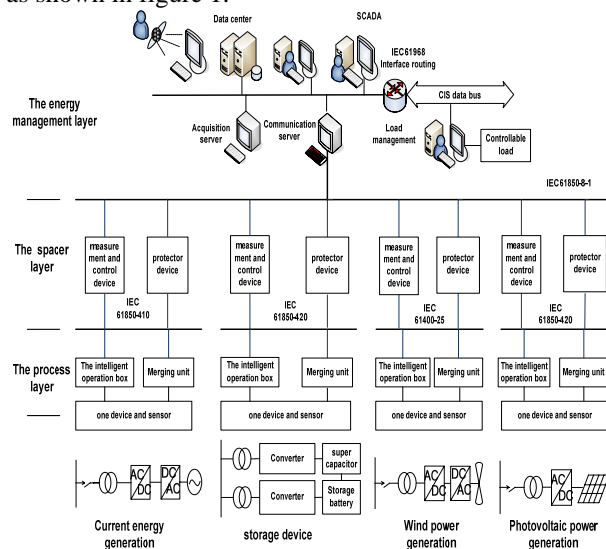 as shown in figure 1.
Data center
SCADA
IEC61968
Interface routing
CIS data bus
The energy
management layer
Acquisition
server
Communication
server
Load
management
Controllable
load
IEC61850-8-1
The spacer
layer
measure
ment and
control
device
protector
device
measure
ment and
control
device
protector
device
measure
ment and
control
device
protector
device
measure
ment and
control
device
protector
device
IEC
61850-410
IEC
61850-420
IEC
61400-25
IEC
61850-420
The process
layer
The intelligent
operation box
Merging unit
The intelligent
operation box
Merging unit
The intelligent
operation box
Merging unit
The intelligent
operation box
Merging unit
one device and sensor
one device and sensor
one device and sensor
one device and sensor
AC
DC
DC
AC
Converter
super
capacitor
Converter
Storage
battery
AC
DC
DC
AC
AC
DC
Current energy
generation
storage device
Wind power
generation
Photovoltaic power
generation